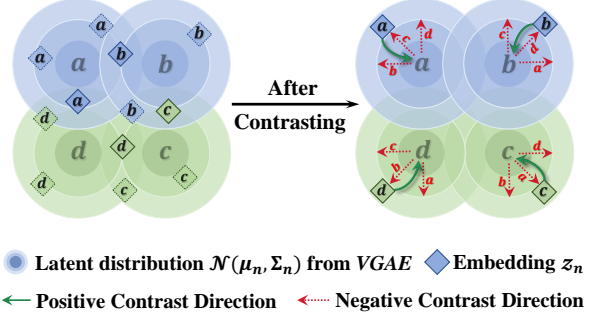 a
b
a
b
a
b
a
b
c
d
d
d
c
d
c
c
After
Contrasting
a
c
d
b
a
b
c
d
a
b
c
d
b
a
d
c
d
a
b
c
Latent distribution 𝒩(μₙ, Σₙ) from VGAE
Embedding zₙ
Positive Contrast Direction
Negative Contrast Direction